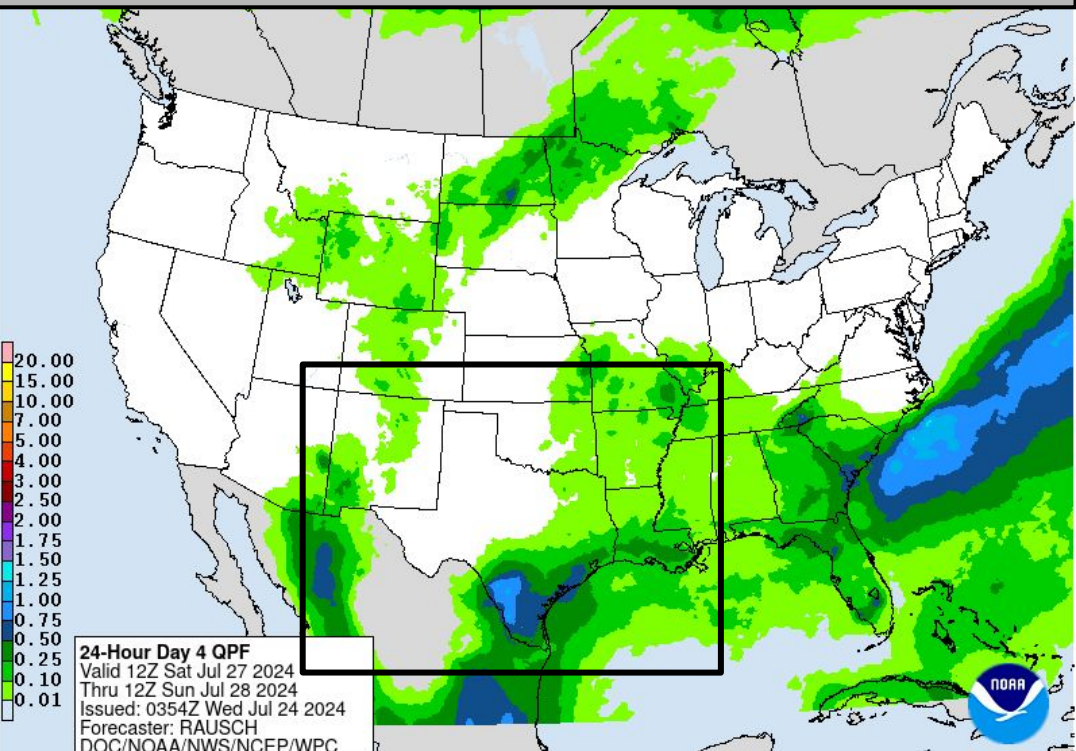 20.00
15.00
10.00
7.00
5.00
4.00
3.00
2.50
2.00
1.75
1.50
1.25
1.00
0.75
0.50
0.25
0.10
0.01
24-Hour Day 4 QPF
Valid 12Z Sat Jul 27 2024
Thru 12Z Sun Jul 28 2024
Issued: 0354Z Wed Jul 24 2024
Forecaster: RAUSCH
DOC/NOAA/NWS/NCEP/WPC
NOAA